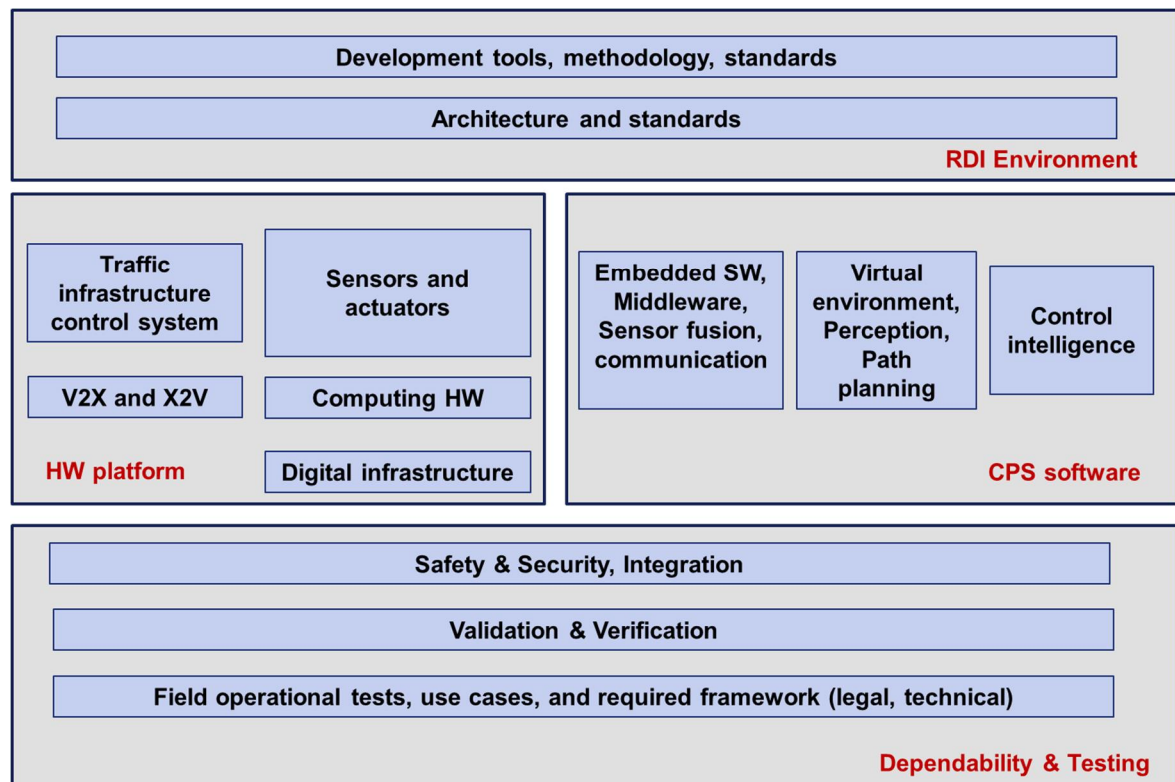 Development tools, methodology, standards
Architecture and standards
RDI Environment
Traffic
infrastructure
control system
Sensors and
actuators
V2X and X2V
Computing HW
HW platform
Digital infrastructure
Embedded SW,
Middleware,
Sensor fusion,
communication
Virtual
environment,
Perception,
Path
planning
Control
intelligence
CPS software
Safety & Security, Integration
Validation & Verification
Field operational tests, use cases, and required framework (legal, technical)
Dependability & Testing